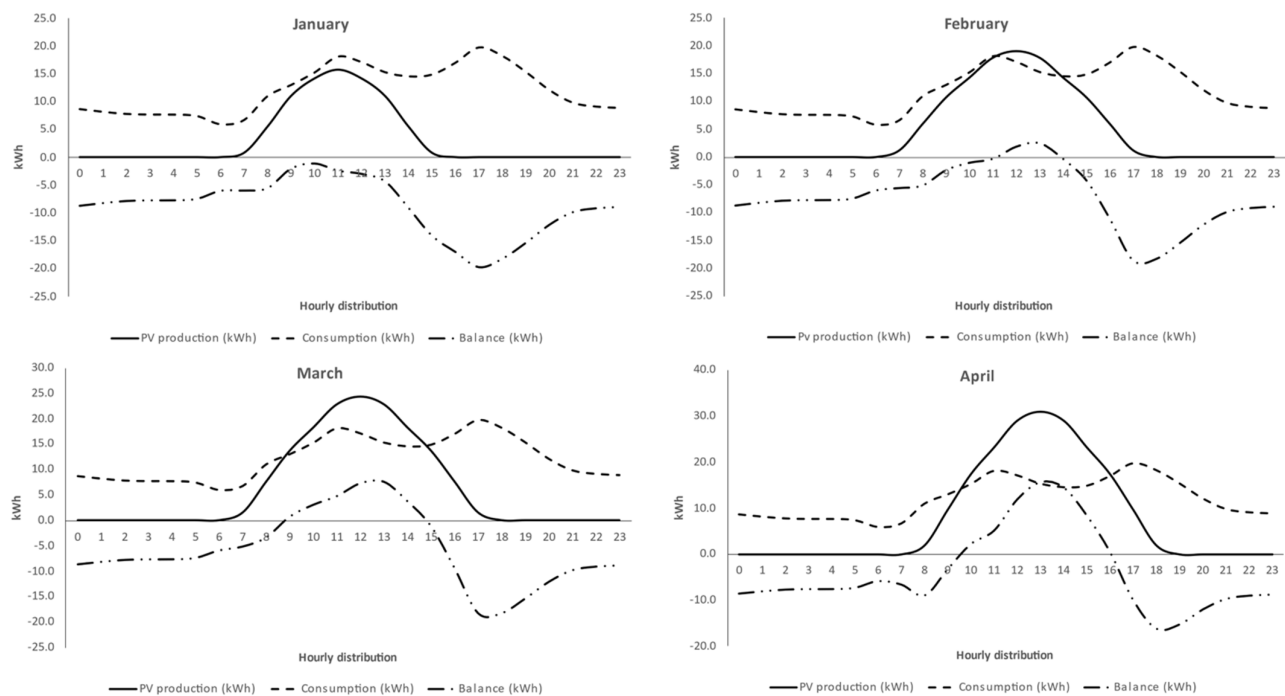 January
25.0
20.0
15.0
10.0
5.0
0.0
-5.0
-10.0
-15.0
-20.0
-25.0
kWh
0 1 2 3 4 5 6 7 8 9 10 11 12 13 14 15 16 17 18 19 20 21 22 23
Hourly distribution
PV production (kWh) Consumption (kWh) Balance (kWh)
February
25.0
20.0
15.0
10.0
5.0
0.0
-5.0
-10.0
-15.0
-20.0
-25.0
kWh
0 1 2 3 4 5 6 7 8 9 10 11 12 13 14 15 16 17 18 19 20 21 22 23
Hourly distribution
Pv production (kWh) Consumption (kWh) Balance (kWh)
March
30.0
25.0
20.0
15.0
10.0
5.0
0.0
-5.0
-10.0
-15.0
-20.0
-25.0
kWh
0 1 2 3 4 5 6 7 8 9 10 11 12 13 14 15 16 17 18 19 20 21 22 23
Hourly distribution
PV production (kWh) Consumption (kWh) Balance (kWh)
April
40.0
30.0
20.0
10.0
0.0
-10.0
-20.0
kWh
0 1 2 3 4 5 6 7 8 9 10 11 12 13 14 15 16 17 18 19 20 21 22 23
Hourly distribution
PV production (kWh) Consumption (kWh) Balance (kWh)